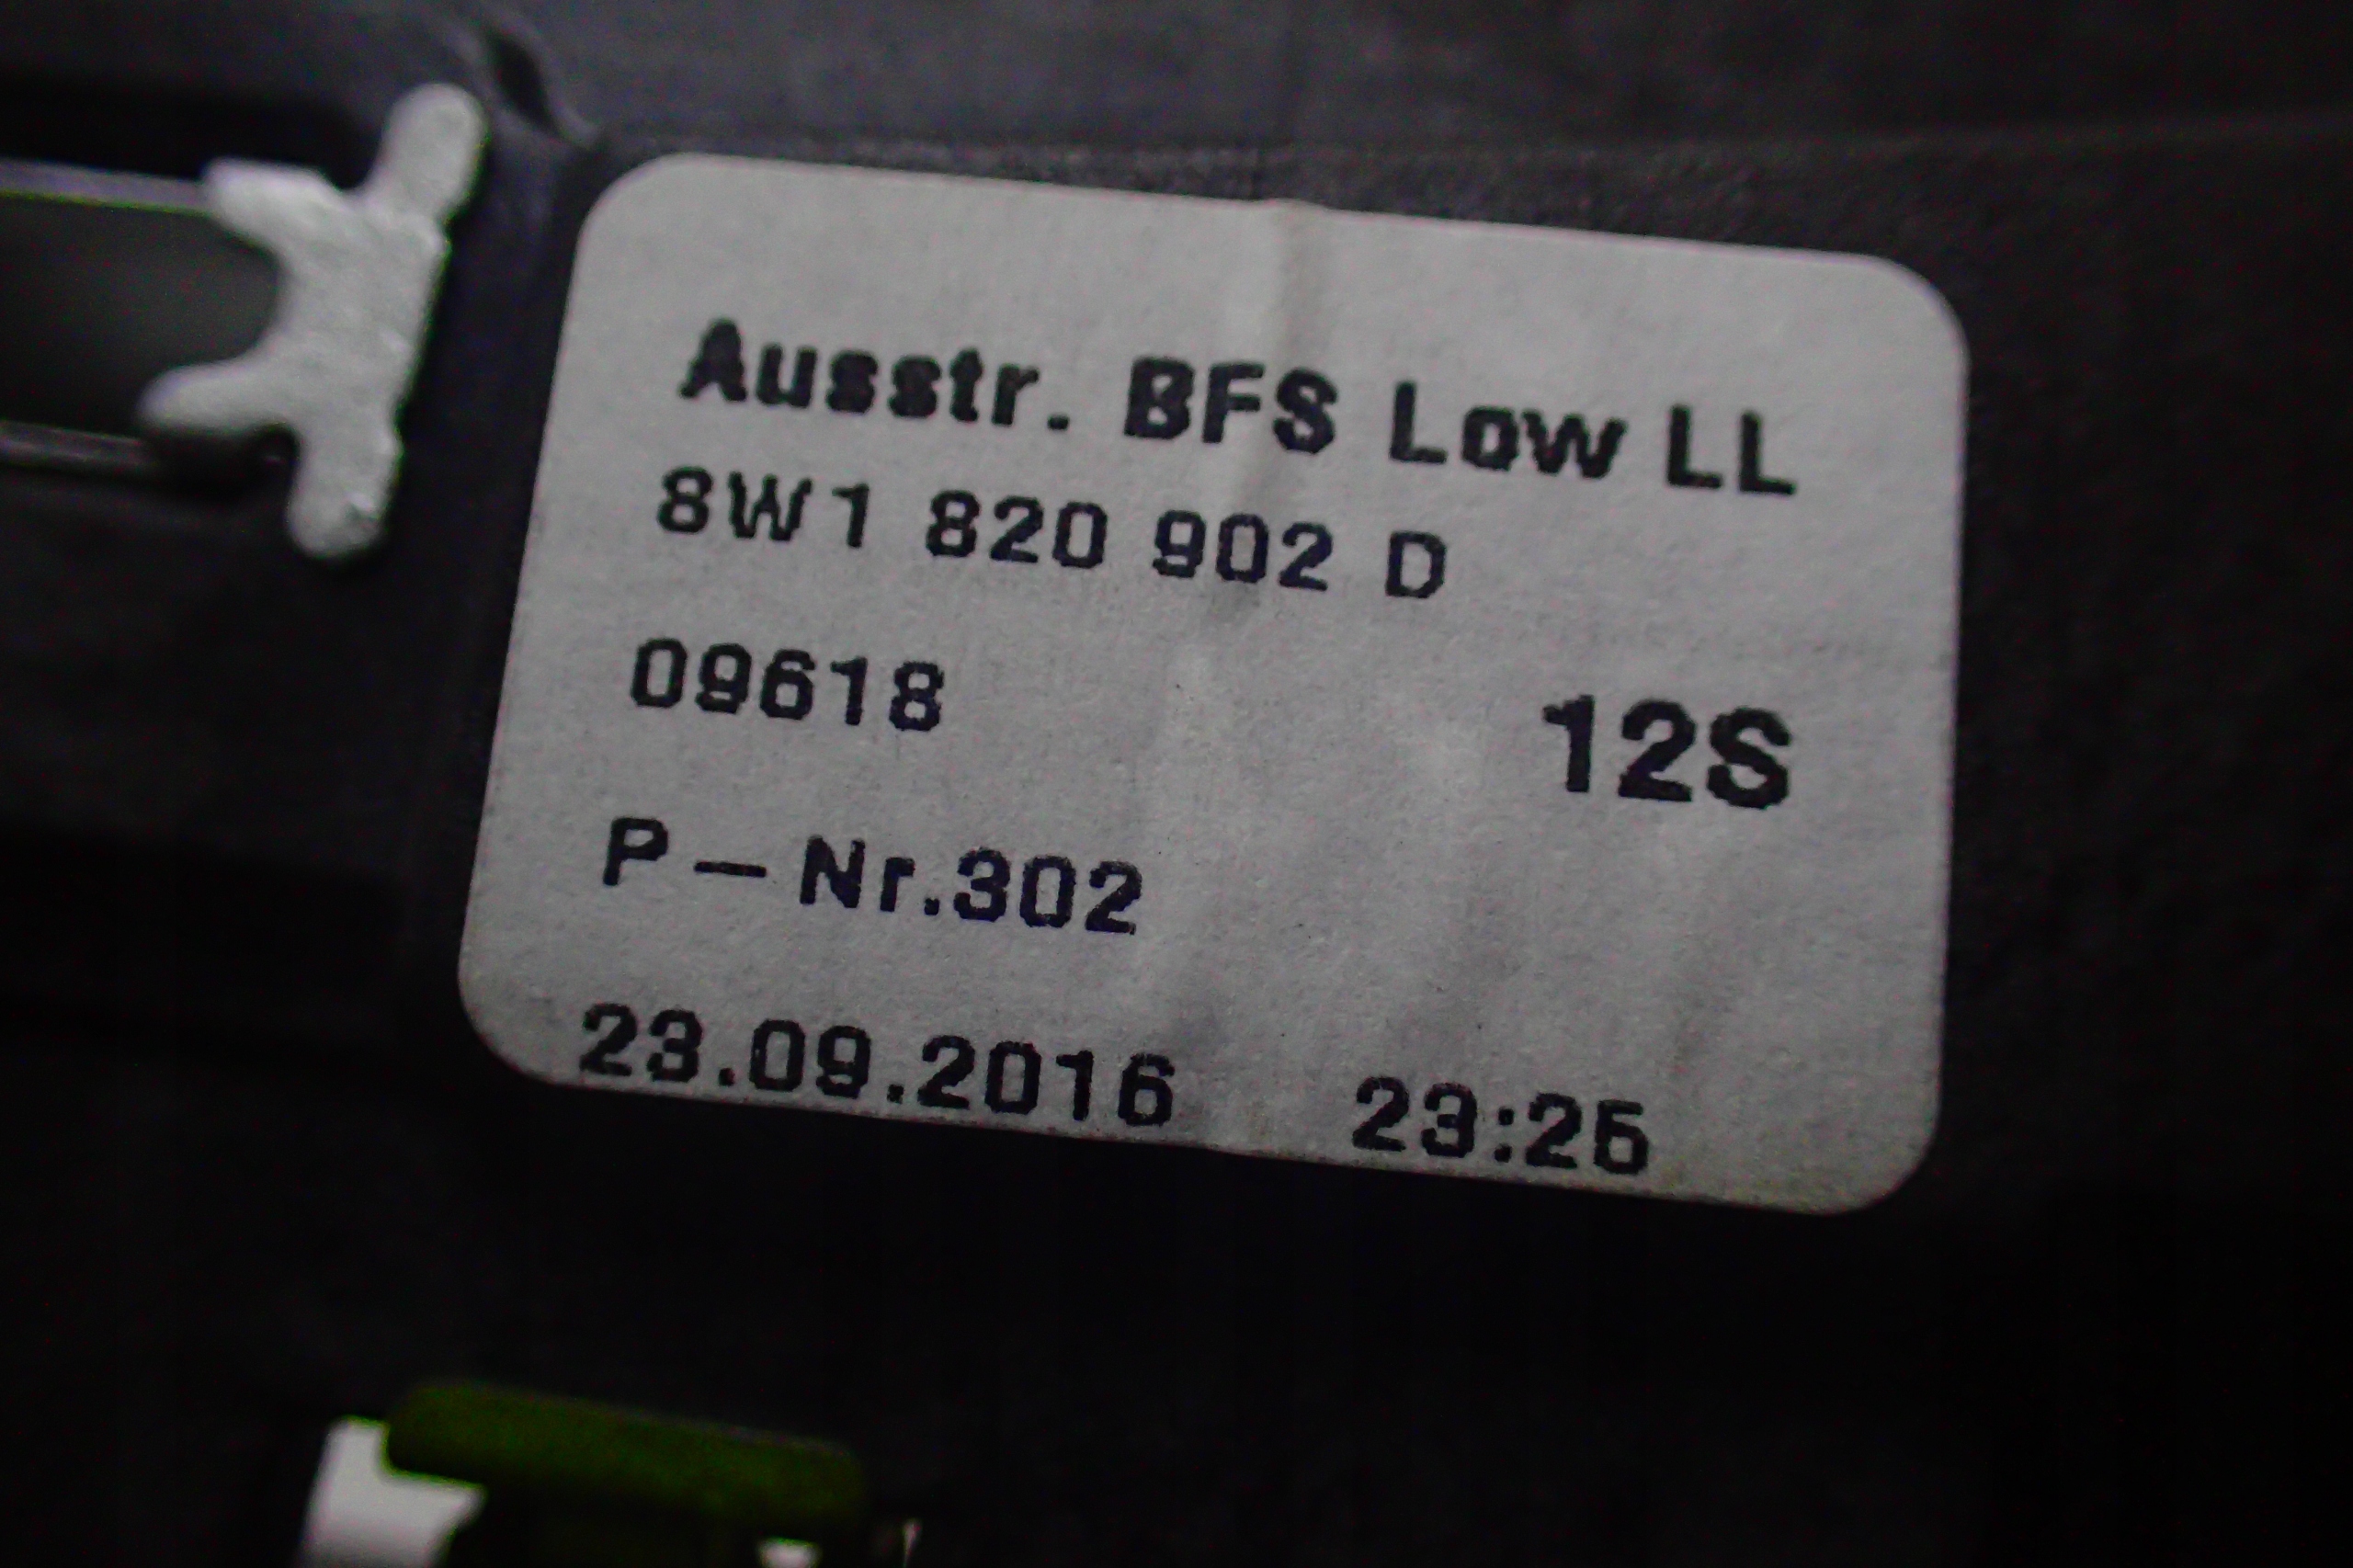 Ausstr. BFS Low LL
8W1 820 902 D
09618 12S
P – Nr.302
23.09.2016 23:25